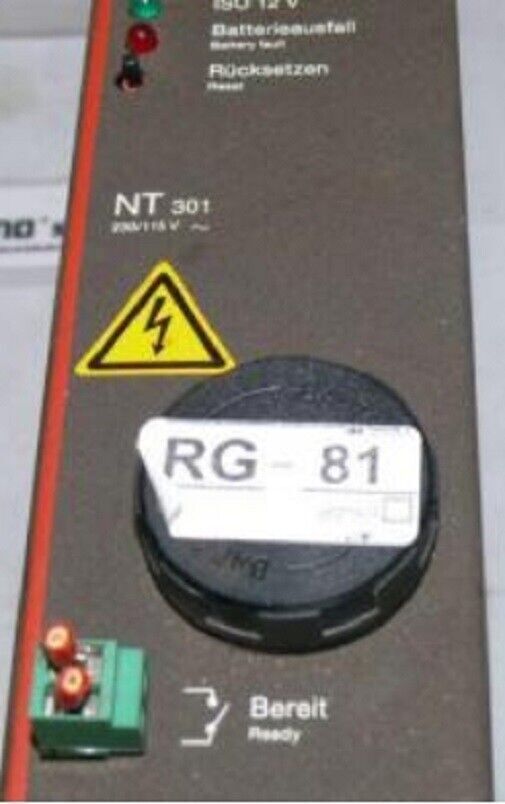 ISO 12 V
Batterieausfall
Battery fault
Rücksetzen
Reset
NT 301
230/115 V ~
RG - 81
Bereit
Ready